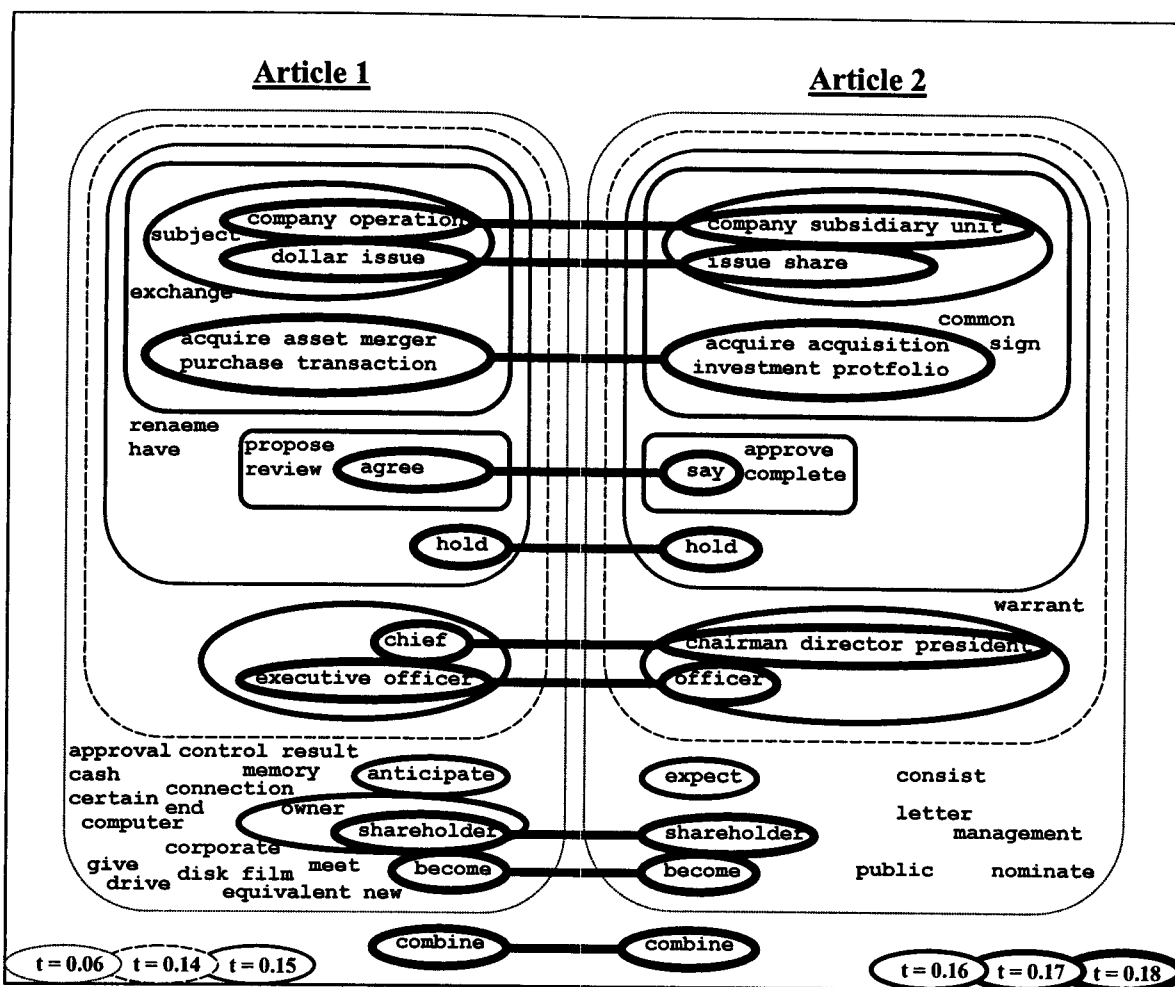 Article 1
Article 2
company operation
company subsidiary unit
subject
dollar issue
issue share
exchange
common
acquire asset merger
acquire acquisition
sign
purchase transaction
investment protfolio
renaeme
have
propose
approve
review
agree
say
complete
hold
hold
warrant
chief
chairman director president
executive officer
officer
approval control result
cash
memory
anticipate
expect
consist
connection
certain
end
owner
letter
computer
shareholder
shareholder
management
corporate
give
meet
become
become
public
nominate
drive
disk film
equivalent new
combine
combine
t = 0.06
t = 0.14
t = 0.15
t = 0.16
t = 0.17
t = 0.18